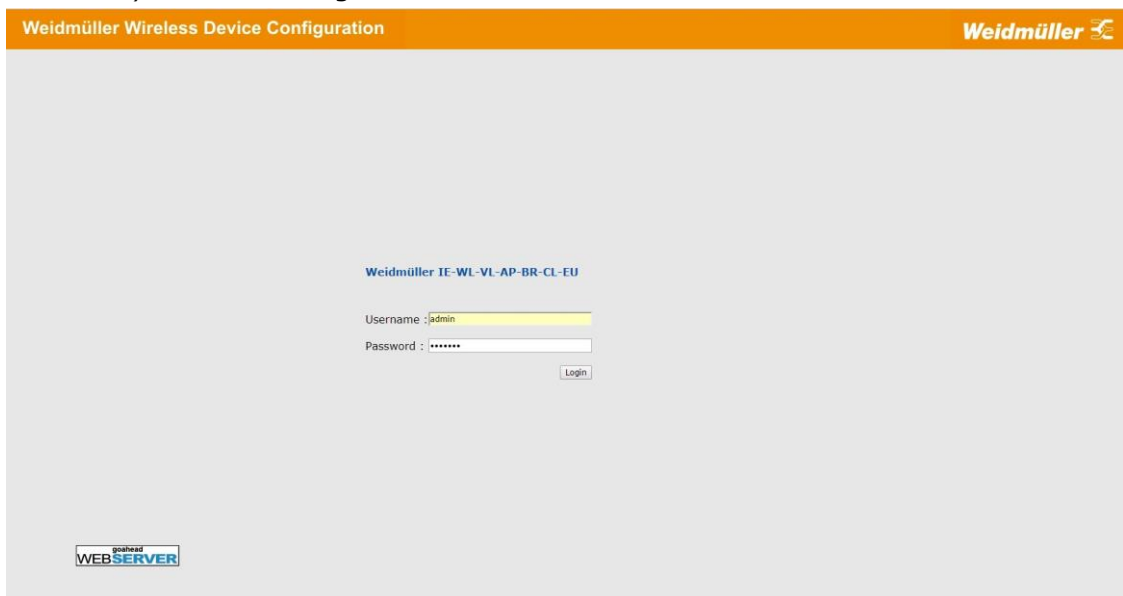 Weidmüller Wireless Device Configuration
Weidmüller
Weidmüller IE-WL-VL-AP-BR-CL-EU
Username : admin
Password : •••••••
Login
goahead
WEBSERVER